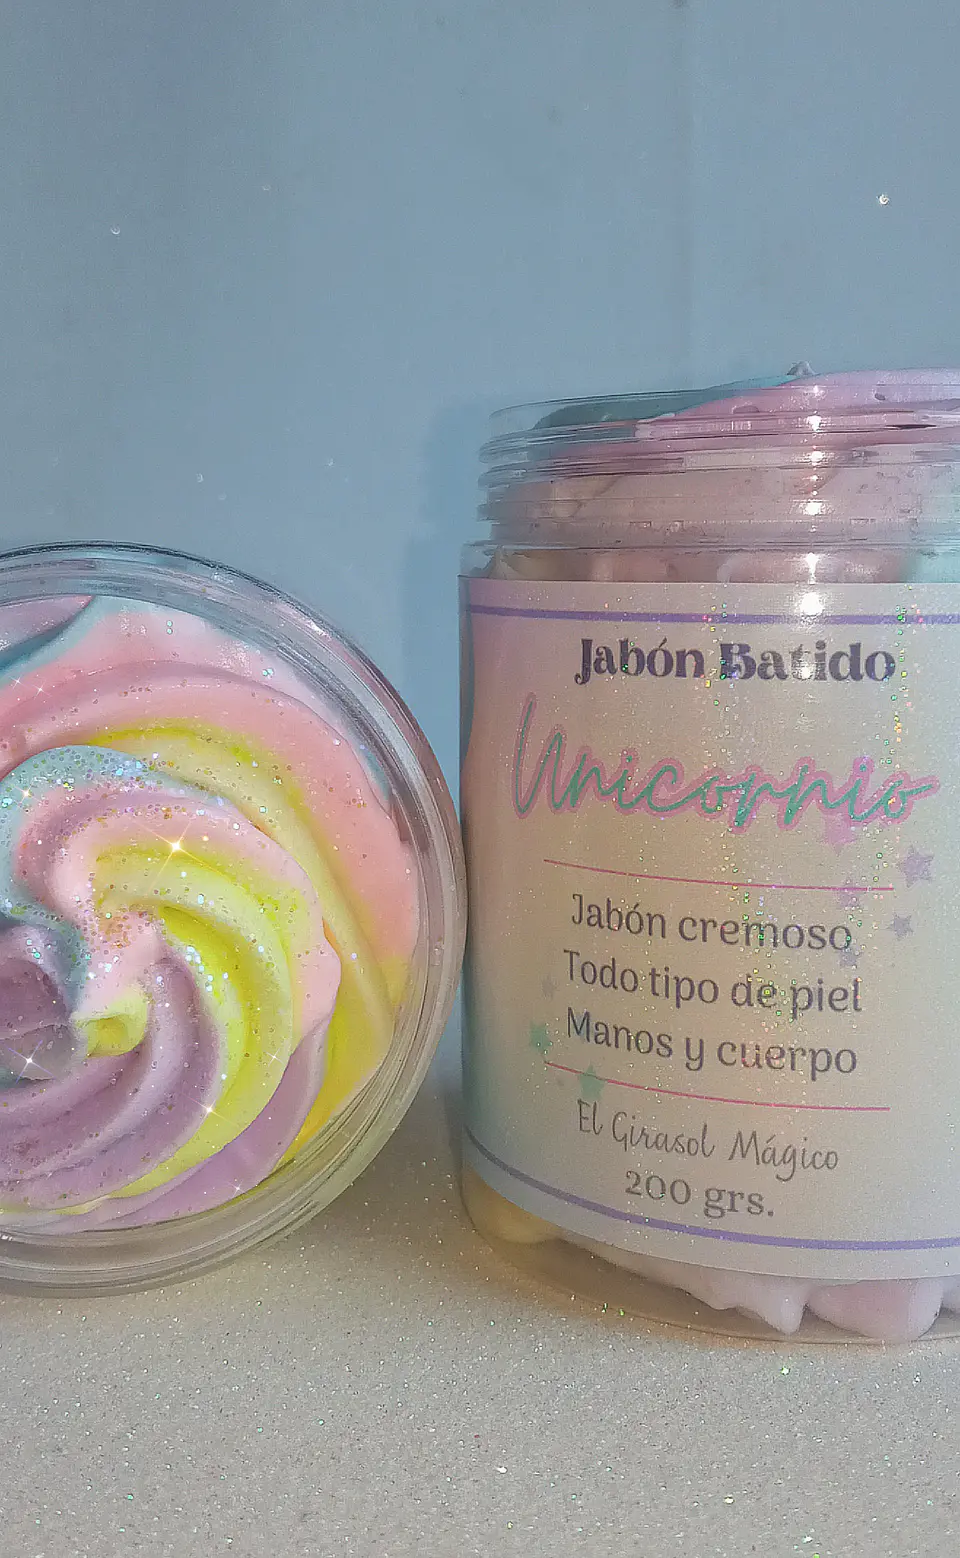 Jabón Batido
Unicornio
Jabón cremoso
Todo tipo de piel
Manos y cuerpo
El Girasol Mágico
200 grs.